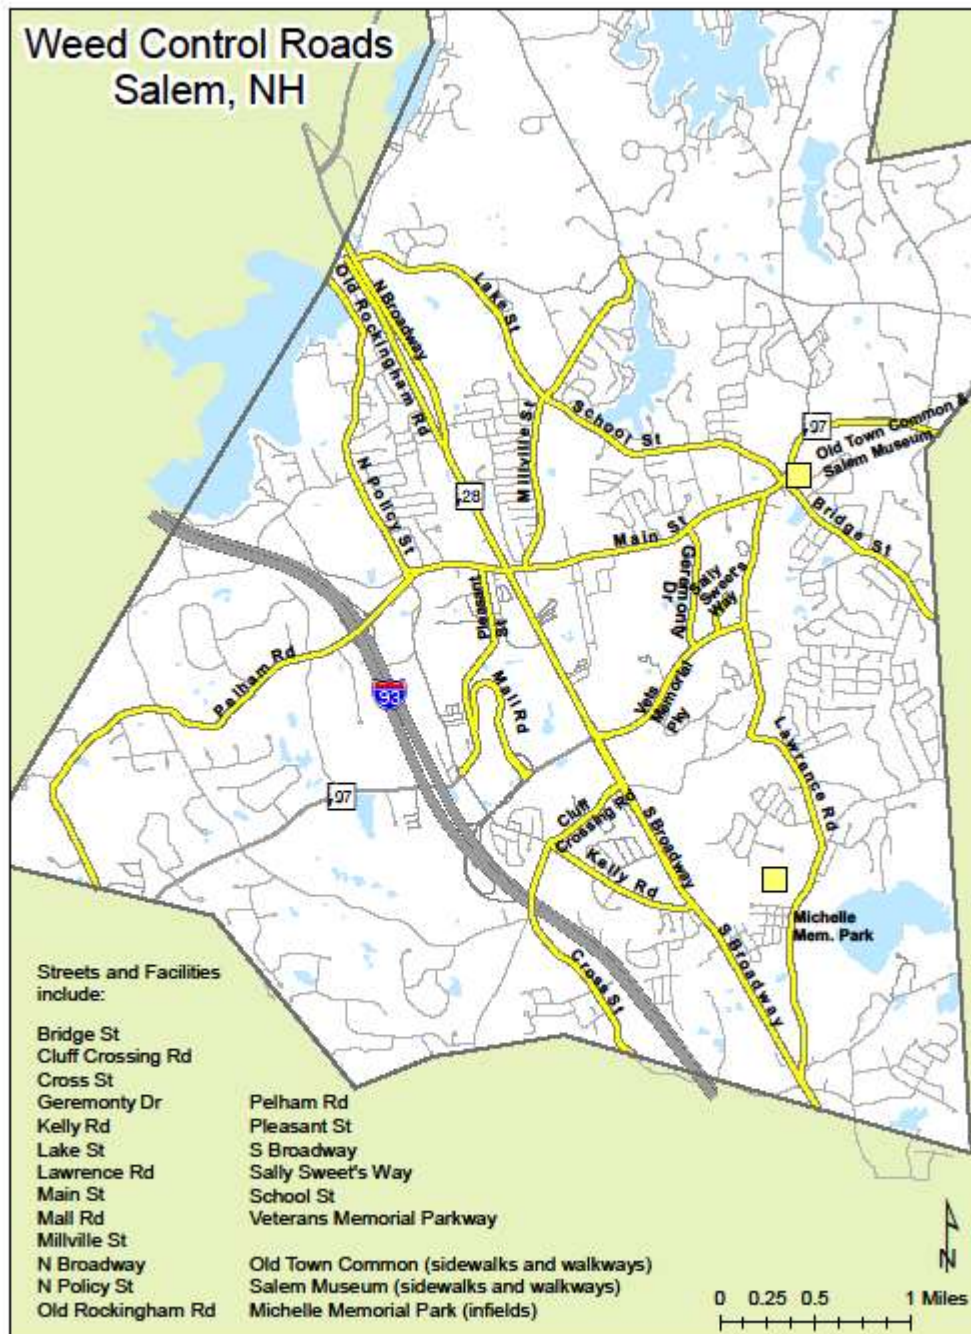 Weed Control Roads
Salem, NH
Lake St
N Broadway
Old Rockingham Rd
Millville St
School St
97
Old Town Common &
Salem Museum
28
N Policy St
Bridge St
Main St
Geremonty
Dr
Sally
Sweet's
Way
Pleasant
St
Pelham Rd
93
Mall Rd
Vets
Memorial
Pky
Lawrence Rd
97
Cluff
Crossing Rd
S Broadway
Kelly Rd
Michelle
Mem. Park
S Broadway
Cross St
Streets and Facilities
include:
Bridge St
Cluff Crossing Rd
Cross St
Geremonty Dr
Kelly Rd
Lake St
Lawrence Rd
Main St
Mall Rd
Millville St
N Broadway
N Policy St
Old Rockingham Rd
Pelham Rd
Pleasant St
S Broadway
Sally Sweet's Way
School St
Veterans Memorial Parkway
Old Town Common (sidewalks and walkways)
Salem Museum (sidewalks and walkways)
Michelle Memorial Park (infields)
N
0 0.25 0.5 1 Miles